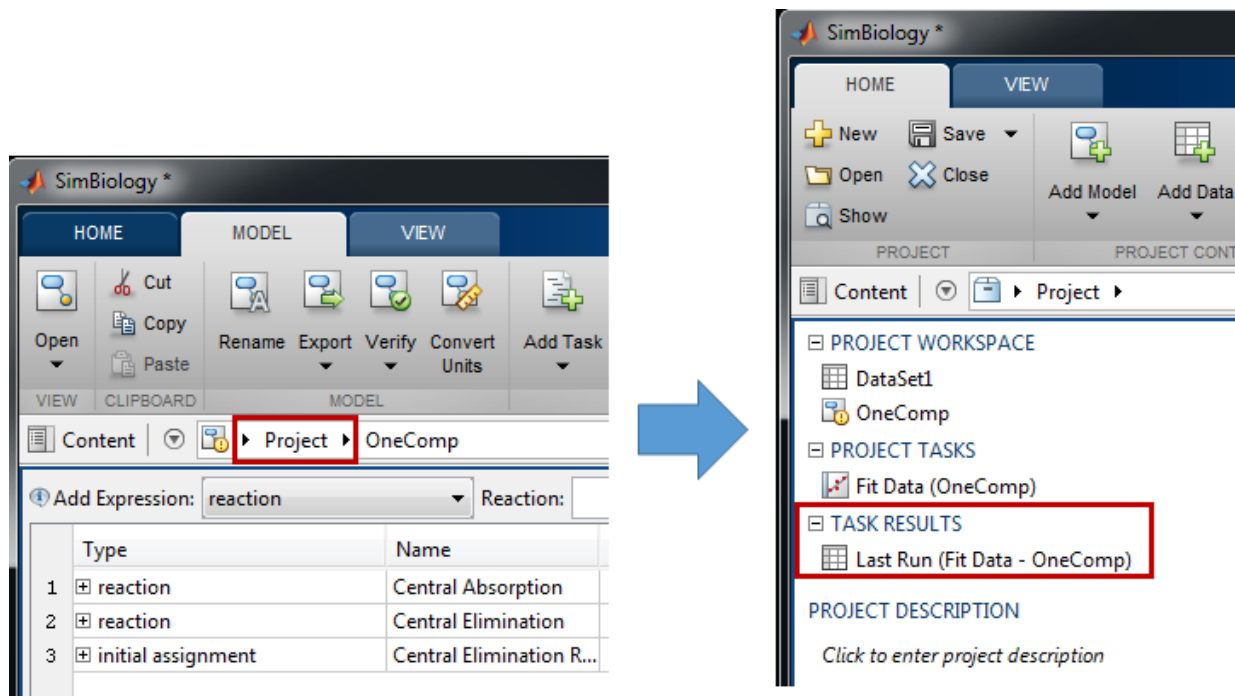 SimBiology *
HOME MODEL VIEW
Open
Cut
Copy
Paste
Rename Export Verify Convert Units
Add Task
VIEW CLIPBOARD MODEL
Content Project OneComp
Add Expression: reaction Reaction:
Type Name
1 reaction Central Absorption
2 reaction Central Elimination
3 initial assignment Central Elimination R...
SimBiology *
HOME VIEW
New Save
Open Close
Show
Add Model Add Data
PROJECT PROJECT CONT
Content Project
PROJECT WORKSPACE
DataSet1
OneComp
PROJECT TASKS
Fit Data (OneComp)
TASK RESULTS
Last Run (Fit Data - OneComp)
PROJECT DESCRIPTION
Click to enter project description